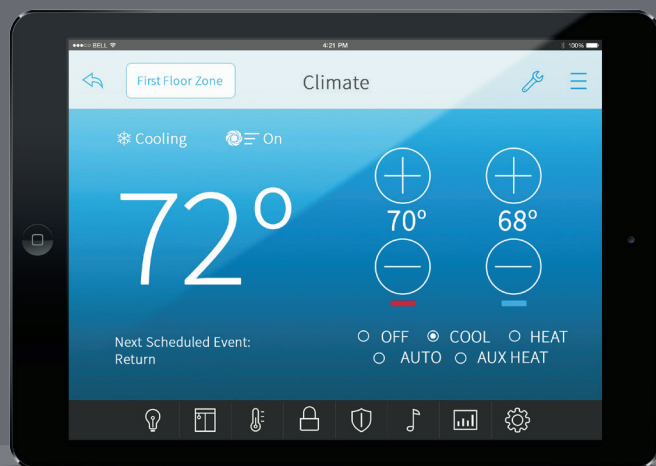 ●●●○○ BELL 4:21 PM 100%
First Floor Zone Climate
Cooling On
72°
70° 68°
Next Scheduled Event:
Return
OFF COOL HEAT
AUTO AUX HEAT